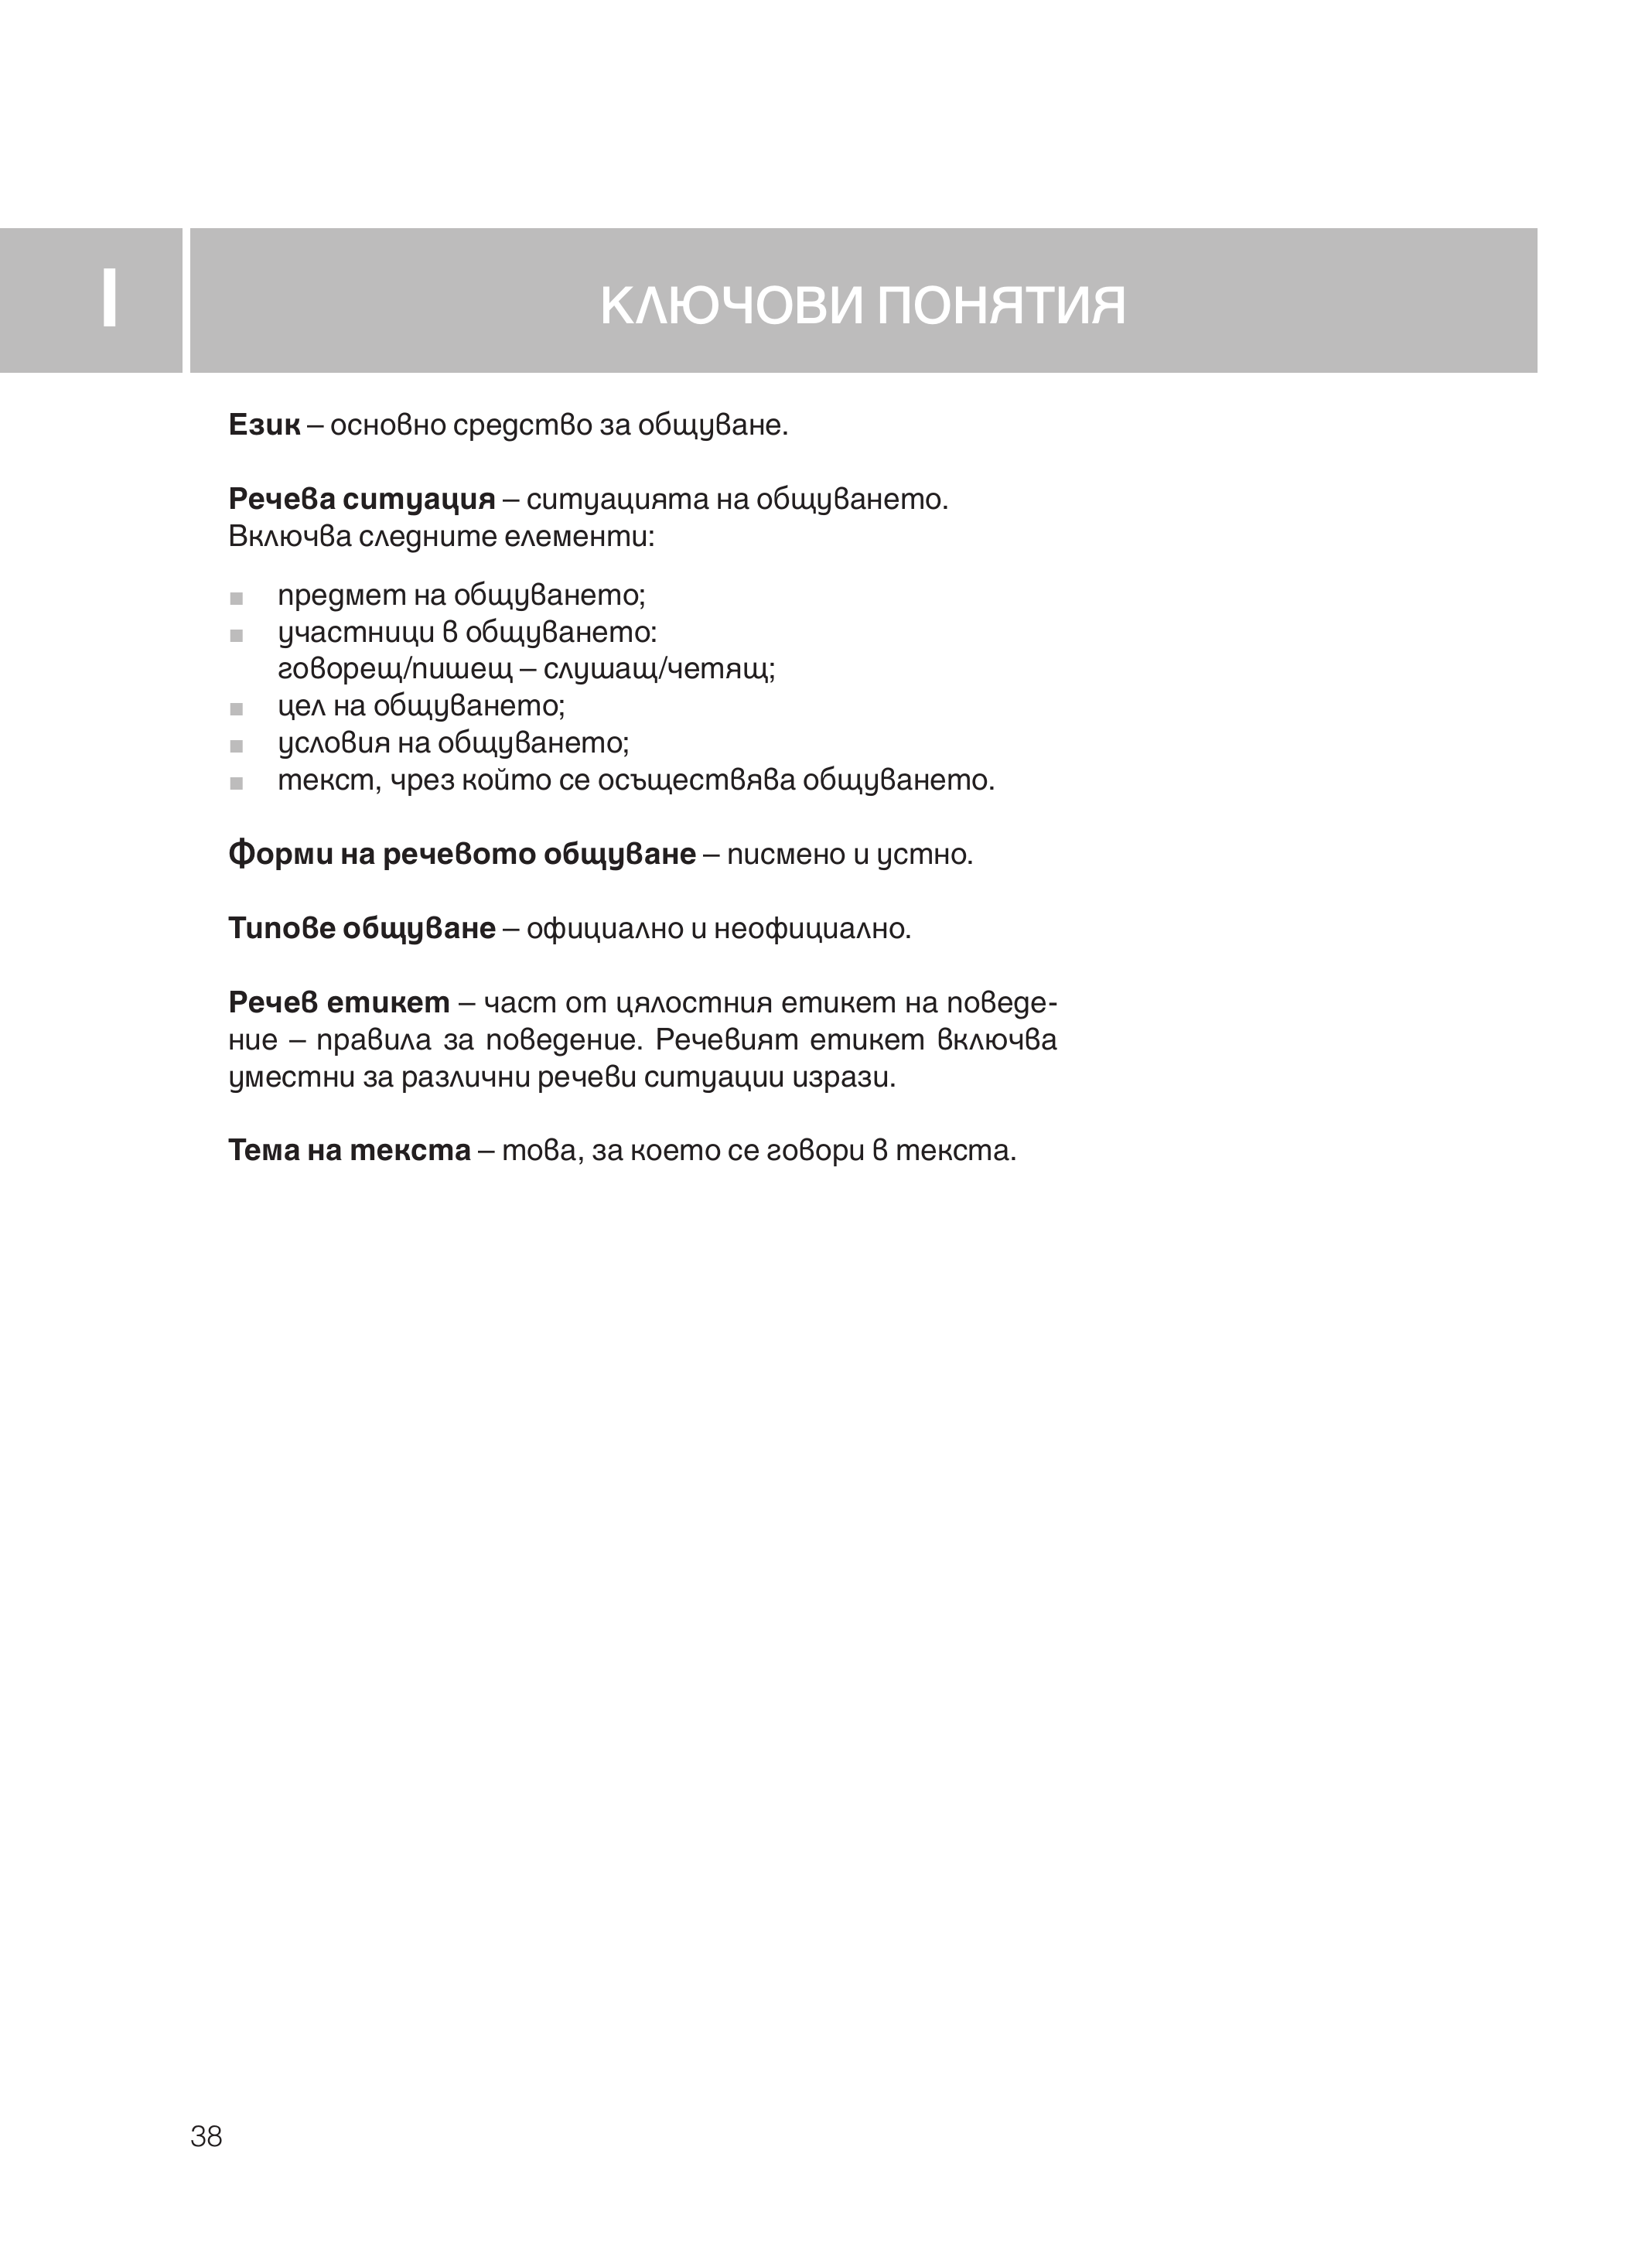 I
КЛЮЧОВИ ПОНЯТИЯ
Език – основно средство за общуване.
Речева ситуация – ситуацията на общуването.
Включва следните елементи:
■ предмет на общуването;
■ участници в общуването:
говорещ/пишещ – слушащ/четящ;
■ цел на общуването;
■ условия на общуването;
■ текст, чрез който се осъществява общуването.
Форми на речевото общуване – писмено и устно.
Типове общуване – официално и неофициално.
Речев етикет – част от цялостния етикет на поведе-
ние – правила за поведение. Речевият етикет включва
уместни за различни речеви ситуации изрази.
Тема на текста – това, за което се говори в текста.
38